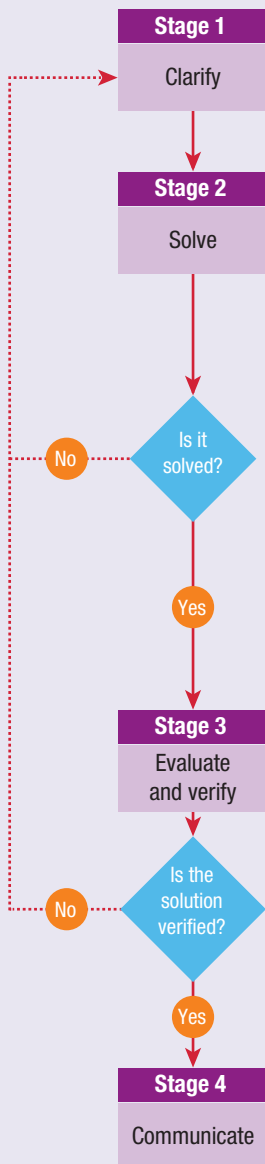 Stage 1
Clarify
Stage 2
Solve
Is it
solved?
No
Yes
Stage 3
Evaluate
and verify
Is the
solution
verified?
No
Yes
Stage 4
Communicate